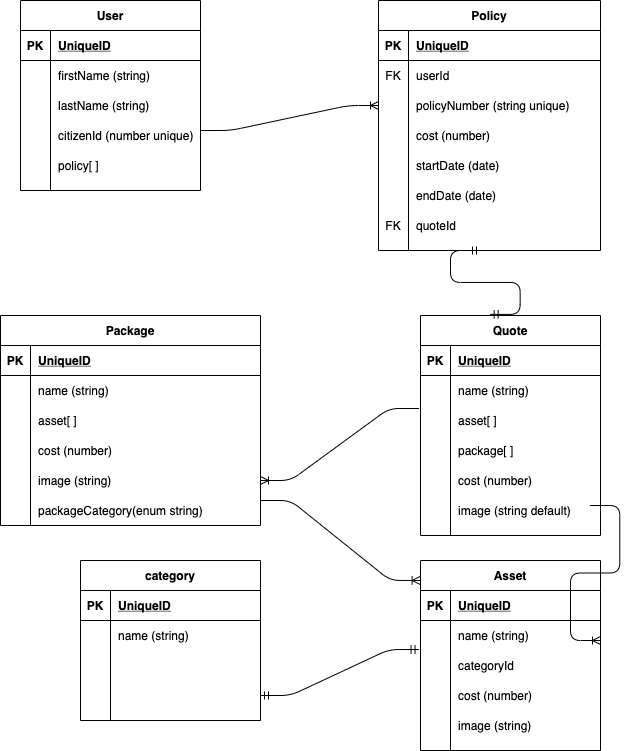 User
PK UniqueID
firstName (string)
lastName (string)
citizenId (number unique)
policy[ ]
Policy
PK UniqueID
FK userId
policyNumber (string unique)
cost (number)
startDate (date)
endDate (date)
FK quoteId
Package
PK UniqueID
name (string)
asset[ ]
cost (number)
image (string)
packageCategory(enum string)
Quote
PK UniqueID
name (string)
asset[ ]
package[ ]
cost (number)
image (string default)
category
PK UniqueID
name (string)
Asset
PK UniqueID
name (string)
categoryId
cost (number)
image (string)